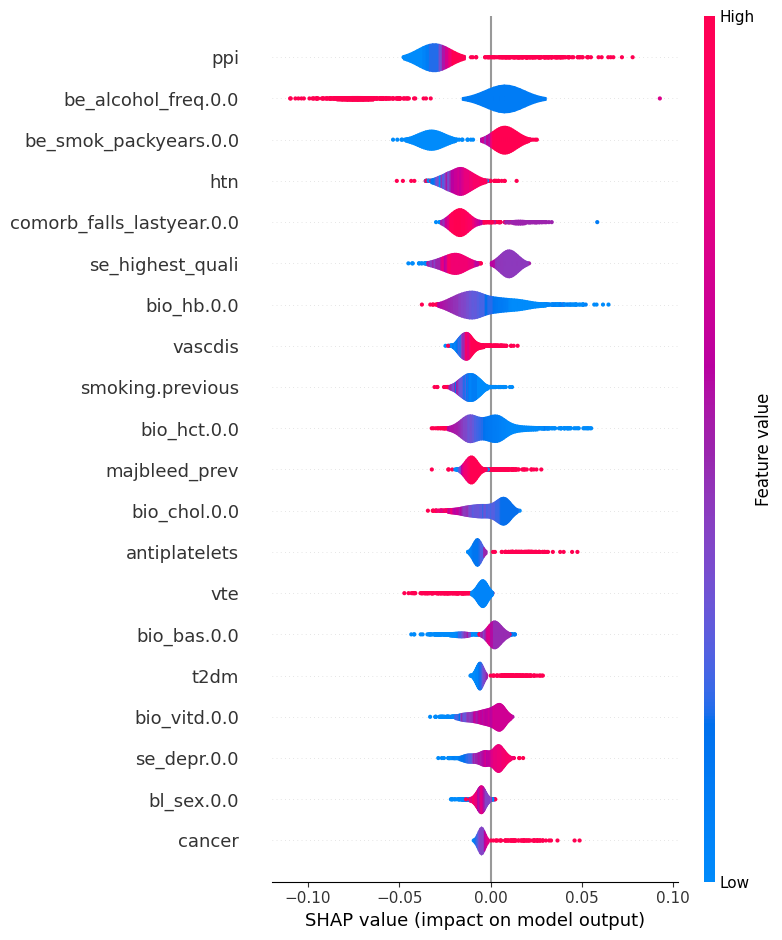 High
ppi
be_alcohol_freq.0.0
be_smok_packyears.0.0
htn
comorb_falls_lastyear.0.0
se_highest_quali
bio_hb.0.0
vascdis
smoking.previous
bio_hct.0.0
majbleed_prev
bio_chol.0.0
antiplatelets
vte
bio_bas.0.0
t2dm
bio_vitd.0.0
se_depr.0.0
bl_sex.0.0
cancer
Feature value
Low
−0.10 −0.05 0.00 0.05 0.10
SHAP value (impact on model output)